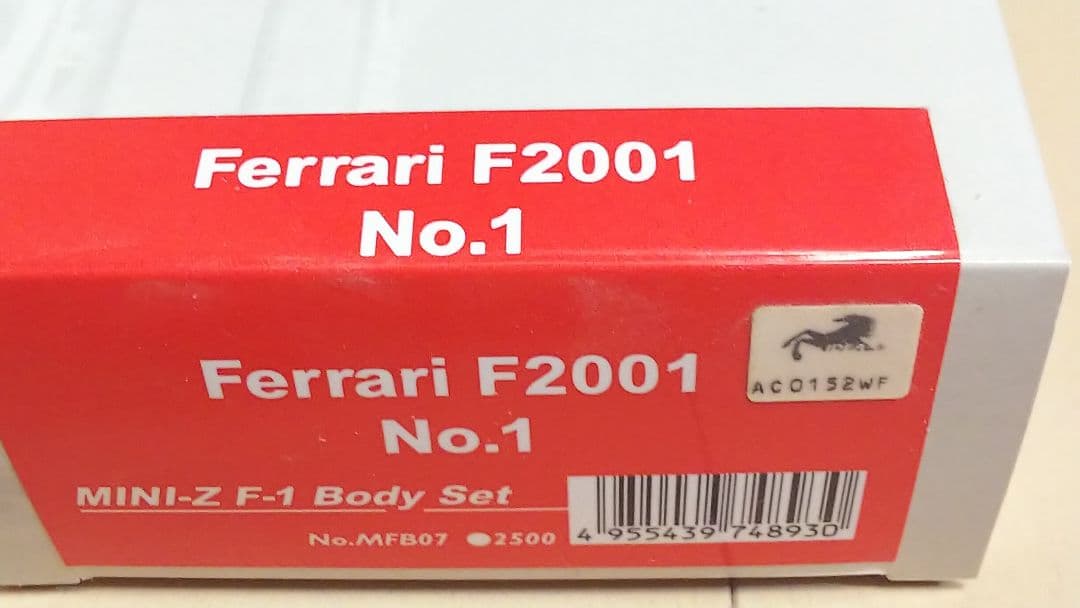 Ferrari F2001
No.1
Ferrari F2001
No.1
AC0152WF
MINI-Z F-1 Body Set
No.MFB07 ●2500
4 955439 748930